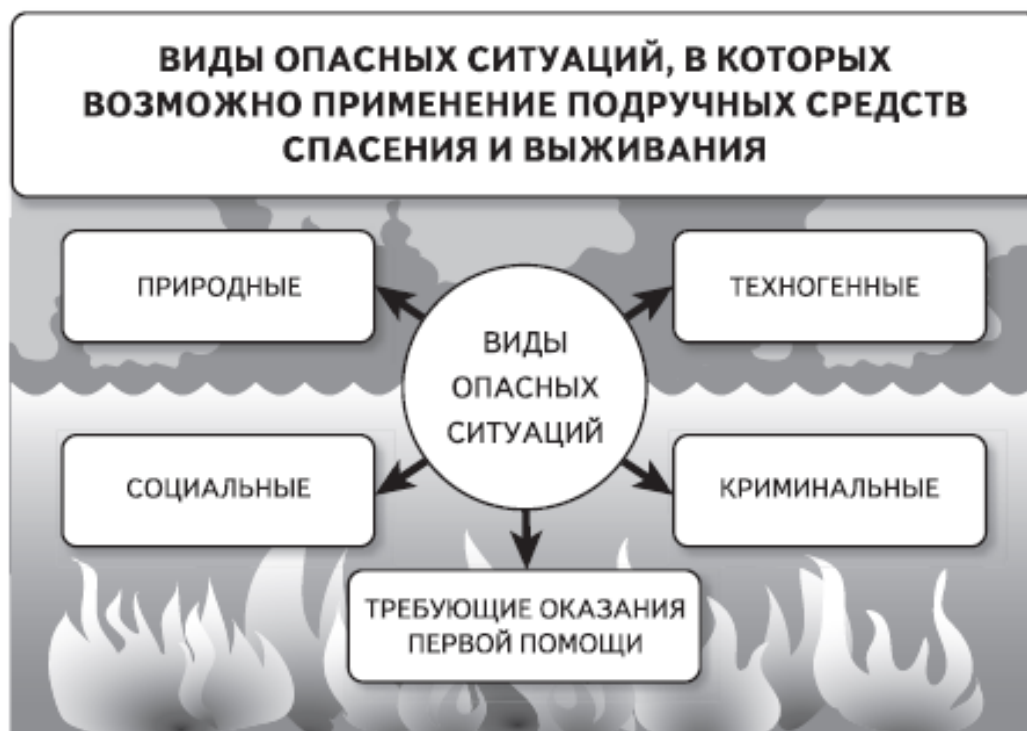 ВИДЫ ОПАСНЫХ СИТУАЦИЙ, В КОТОРЫХ
ВОЗМОЖНО ПРИМЕНЕНИЕ ПОДРУЧНЫХ СРЕДСТВ
СПАСЕНИЯ И ВЫЖИВАНИЯ
ПРИРОДНЫЕ
ТЕХНОГЕННЫЕ
ВИДЫ
ОПАСНЫХ
СИТУАЦИЙ
СОЦИАЛЬНЫЕ
КРИМИНАЛЬНЫЕ
ТРЕБУЮЩИЕ ОКАЗАНИЯ
ПЕРВОЙ ПОМОЩИ